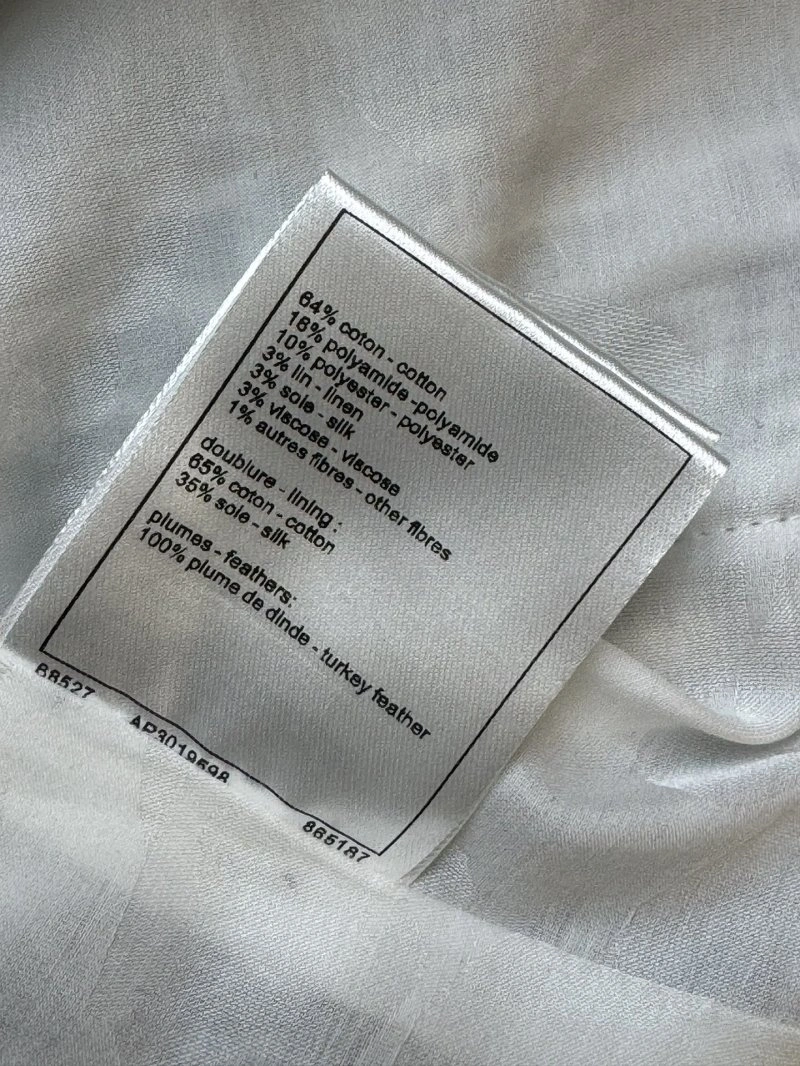 64% coton - cotton
16% polyamide -polyamide
10% polyester - polyester
3% lin - linen
3% soie - silk
3% viscose - viscose
1% autres fibres - other fibres
doublure - lining :
65% coton - cotton
35% soie - silk
plumes - feathers:
100% plume de dinde - turkey feather
865187